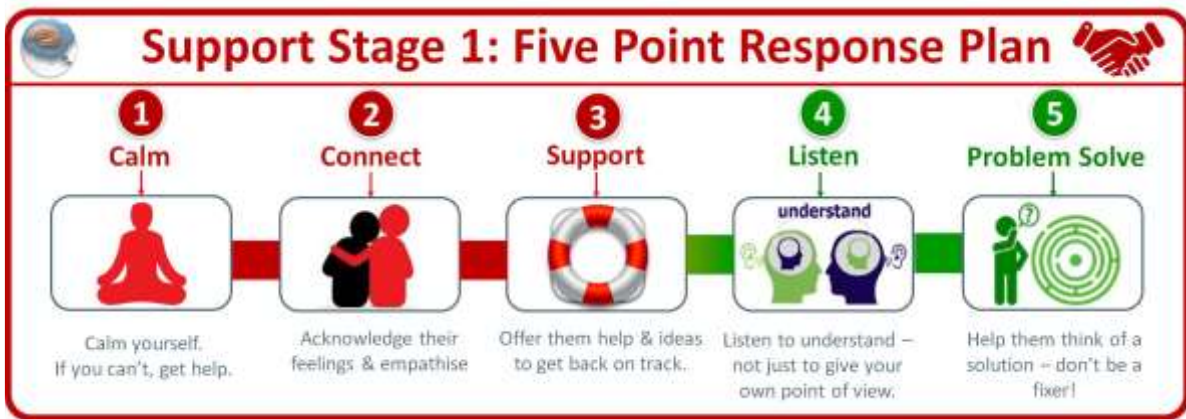 Support Stage 1: Five Point Response Plan
1
Calm
2
Connect
3
Support
4
Listen
5
Problem Solve
understand
?
Calm yourself.
If you can't, get help.
Acknowledge their
feelings & empathise
Offer them help & ideas
to get back on track.
Listen to understand –
not just to give your
own point of view.
Help them think of a
solution – don't be a
fixer!